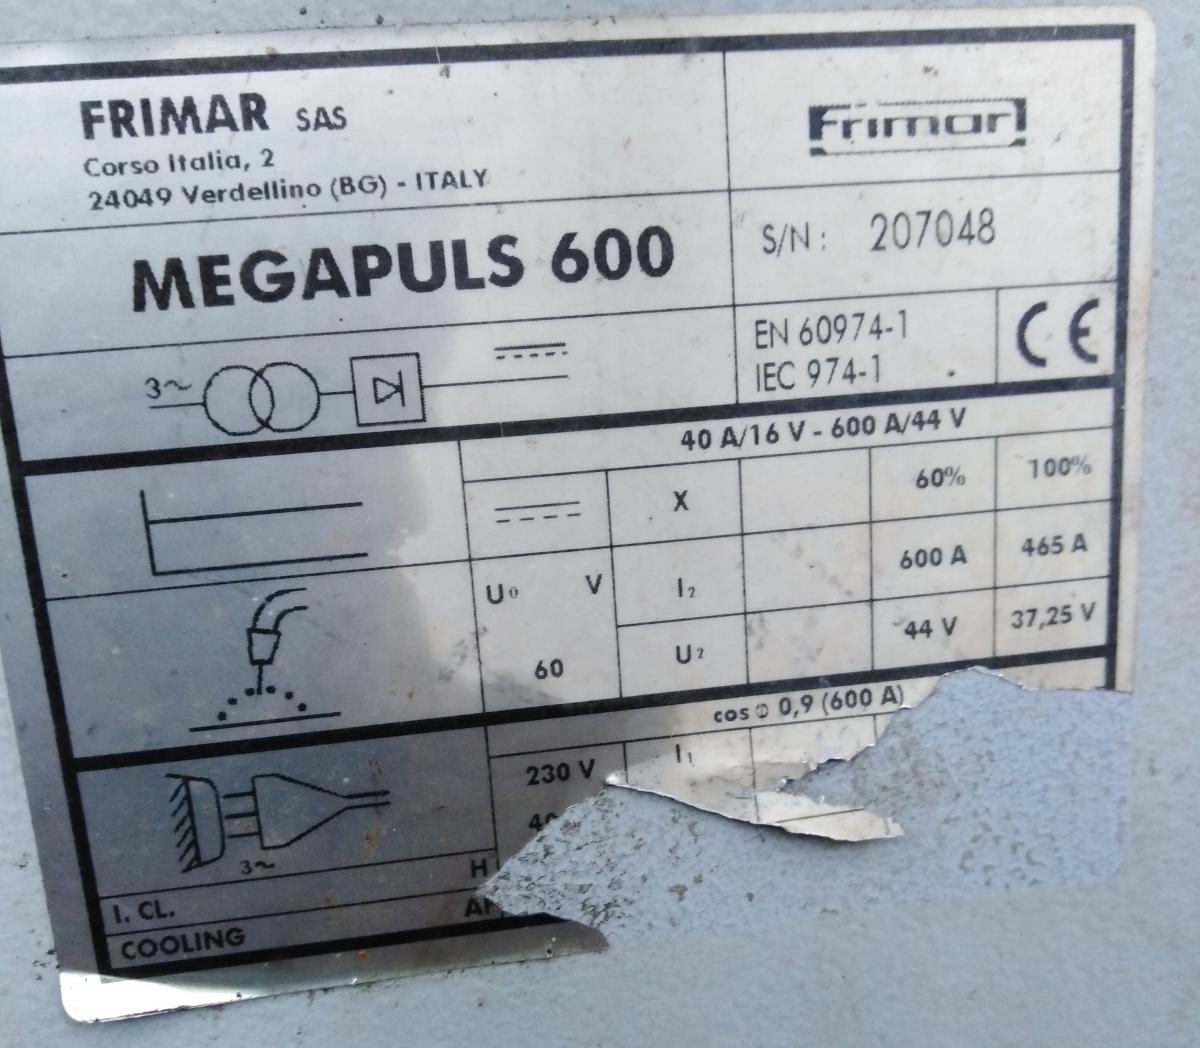 FRIMAR SAS
Corso Italia, 2
24049 Verdellino (BG) - ITALY
Frimar
MEGAPULS 600
S/N: 207048
3~
EN 60974-1
IEC 974-1
CE
40 A/16 V - 600 A/44 V
X 60% 100%
U0 V
I2 600 A 465 A
60
U2 44 V 37,25 V
cos Φ 0,9 (600 A)
230 V I1
3~
H
I. CL.
COOLING